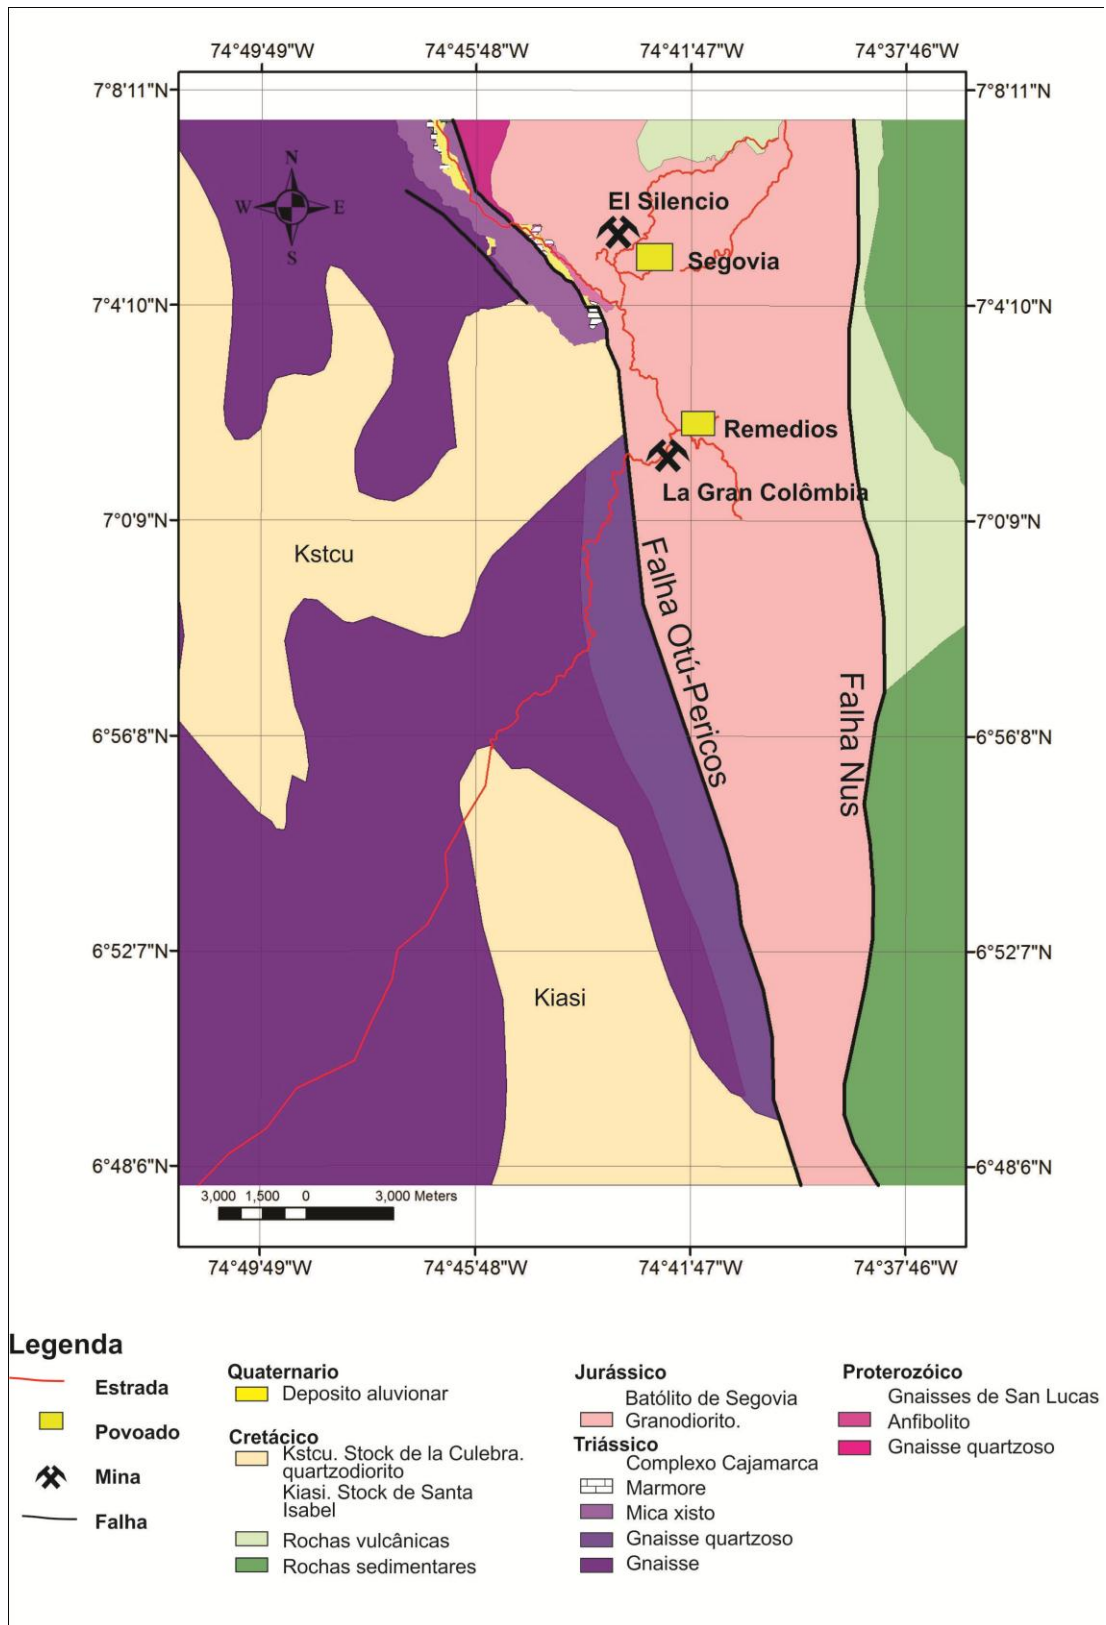 74°49'49"W 74°45'48"W 74°41'47"W 74°37'46"W
7°8'11"N 7°8'11"N
N
W E
S
El Silencio
Segovia
7°4'10"N 7°4'10"N
Remedios
La Gran Colômbia
7°0'9"N 7°0'9"N
Kstcu
Falha Otú-Pericos
Falha Nus
6°56'8"N 6°56'8"N
6°52'7"N 6°52'7"N
Kiasi
6°48'6"N 6°48'6"N
3,000 1,500 0 3,000 Meters
74°49'49"W 74°45'48"W 74°41'47"W 74°37'46"W
Legenda
Estrada
Povoado
Mina
Falha
Quaternario
Deposito aluvionar
Cretácico
Kstcu. Stock de la Culebra.
quartzodiorito
Kiasi. Stock de Santa
Isabel
Rochas vulcânicas
Rochas sedimentares
Jurássico
Batólito de Segovia
Granodiorito.
Triássico
Complexo Cajamarca
Marmore
Mica xisto
Gnaisse quartzoso
Gnaisse
Proterozóico
Gnaisses de San Lucas
Anfibolito
Gnaisse quartzoso